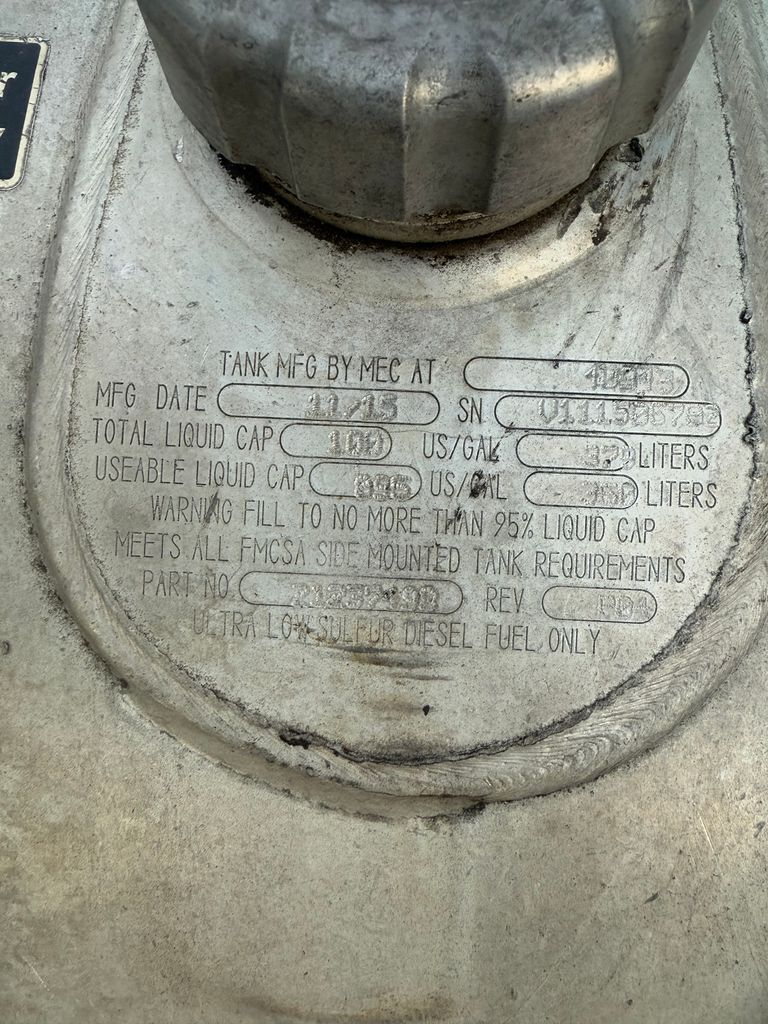 TANK MFG BY MEC AT
MFG DATE 11/15 SN
TOTAL LIQUID CAP 100 US/GAL LITERS
USEABLE LIQUID CAP US/GAL LITERS
WARNING FILL TO NO MORE THAN 95% LIQUID CAP
MEETS ALL FMCSA SIDE MOUNTED TANK REQUIREMENTS
PART NO REV
ULTRA LOW SULFUR DIESEL FUEL ONLY